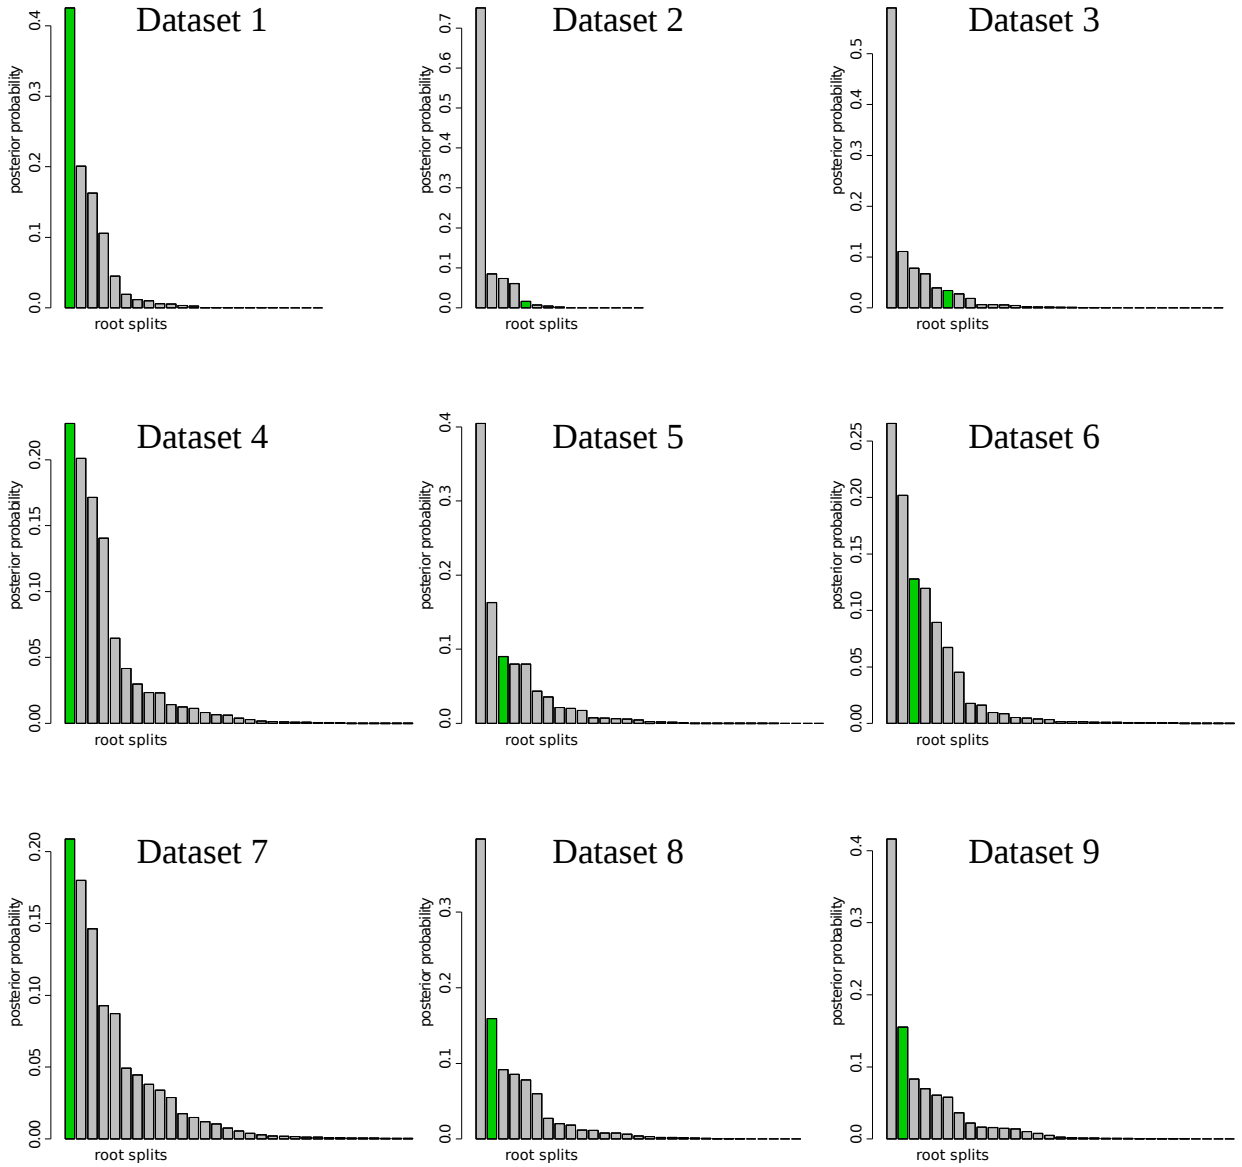 Dataset 1
posterior probability
0.4
0.3
0.2
0.1
0.0
root splits
Dataset 2
posterior probability
0.7
0.6
0.5
0.4
0.3
0.2
0.1
0.0
root splits
Dataset 3
posterior probability
0.5
0.4
0.3
0.2
0.1
0.0
root splits
Dataset 4
posterior probability
0.20
0.15
0.10
0.05
0.00
root splits
Dataset 5
posterior probability
0.4
0.3
0.2
0.1
0.0
root splits
Dataset 6
posterior probability
0.25
0.20
0.15
0.10
0.05
0.00
root splits
Dataset 7
posterior probability
0.20
0.15
0.10
0.05
0.00
root splits
Dataset 8
posterior probability
0.3
0.2
0.1
0.0
root splits
Dataset 9
posterior probability
0.4
0.3
0.2
0.1
0.0
root splits